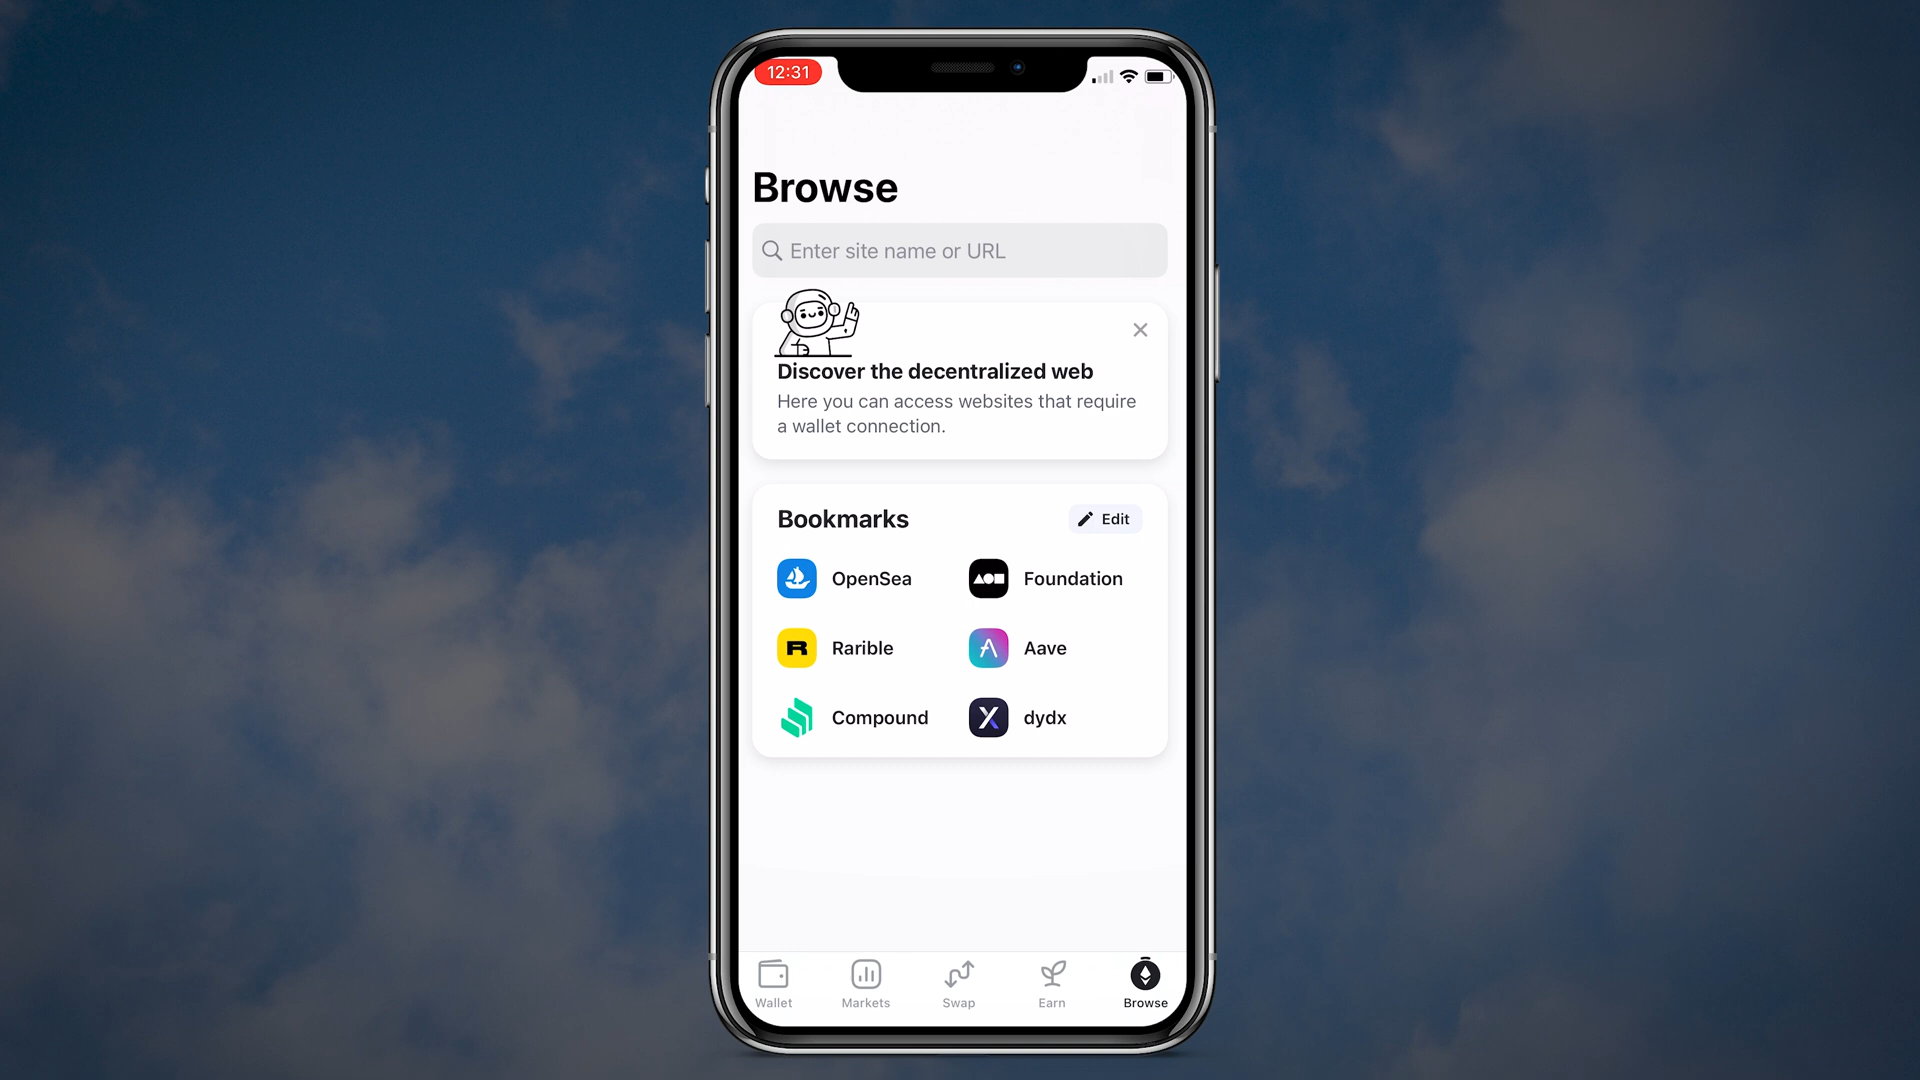 12:31
Browse
Enter site name or URL
Discover the decentralized web
Here you can access websites that require
a wallet connection.
Bookmarks
Edit
OpenSea
Foundation
R Rarible
Aave
Compound
dydx
Wallet
Markets
Swap
Earn
Browse